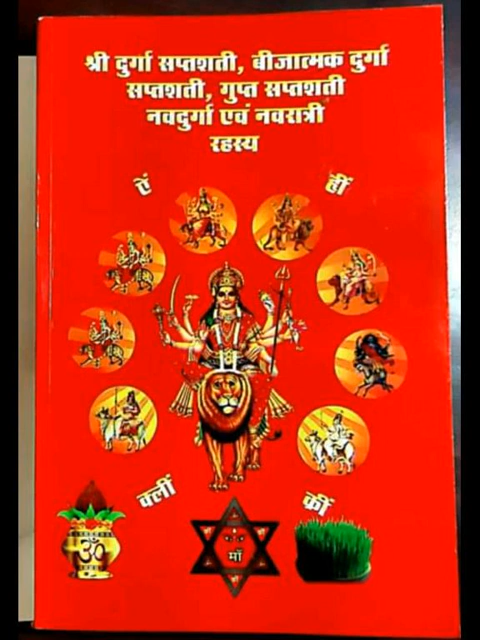 श्री दुर्गा सप्तशती, बीजात्मक दुर्गा
सप्तशती, गुप्त सप्तशती
नवदुर्गा एवं नवरात्री
रहस्य
ऐं
ह्रीं
क्लीं
क्रीं
ॐ
माँ